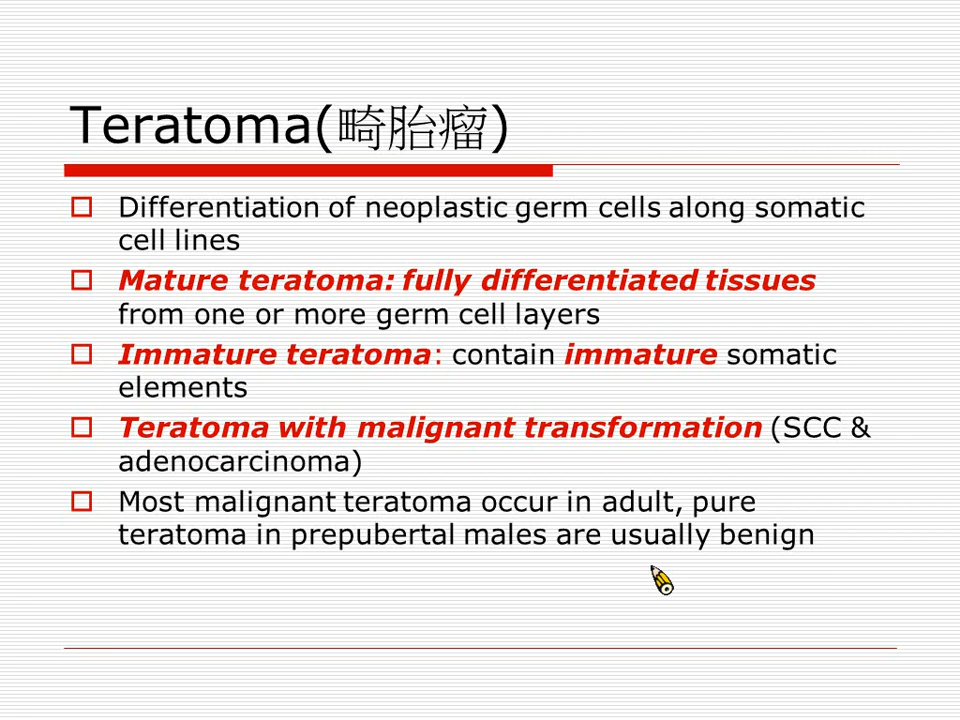 Teratoma(畸胎瘤)
Differentiation of neoplastic germ cells along somatic
cell lines
Mature teratoma: fully differentiated tissues
from one or more germ cell layers
Immature teratoma: contain immature somatic
elements
Teratoma with malignant transformation (SCC &
adenocarcinoma)
Most malignant teratoma occur in adult, pure
teratoma in prepubertal males are usually benign